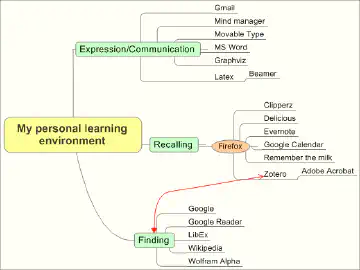 Gmail
Mind manager
Movable Type
Expression/Communication
MS Word
Graphviz
Latex
Beamer
My personal learning
environment
Recalling
Firefox
Clipperz
Delicious
Evernote
Google Calendar
Remember the milk
Zotero
Adobe Acrobat
Finding
Google
Google Reader
LibEx
Wikipedia
Wolfram Alpha